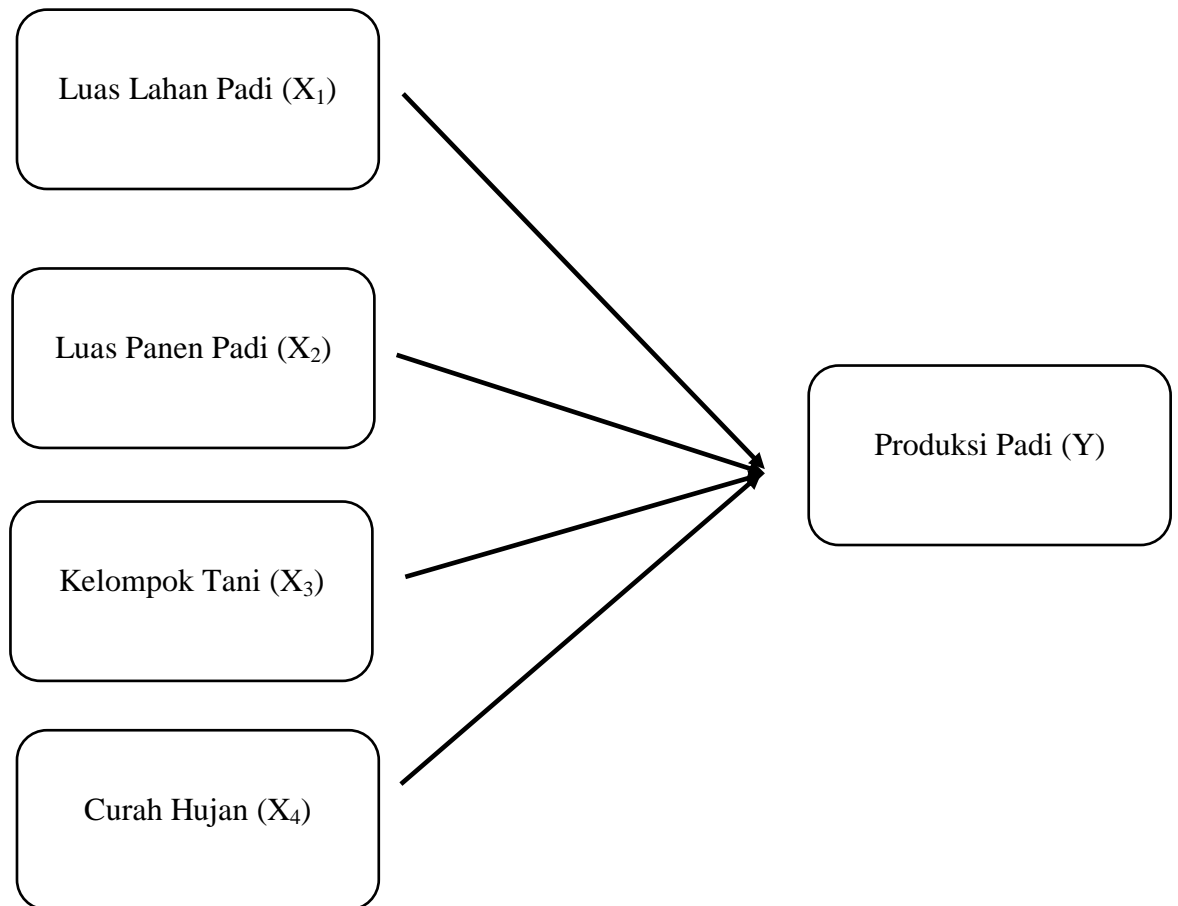 Luas Lahan Padi (X₁)
Luas Panen Padi (X₂)
Produksi Padi (Y)
Kelompok Tani (X₃)
Curah Hujan (X₄)